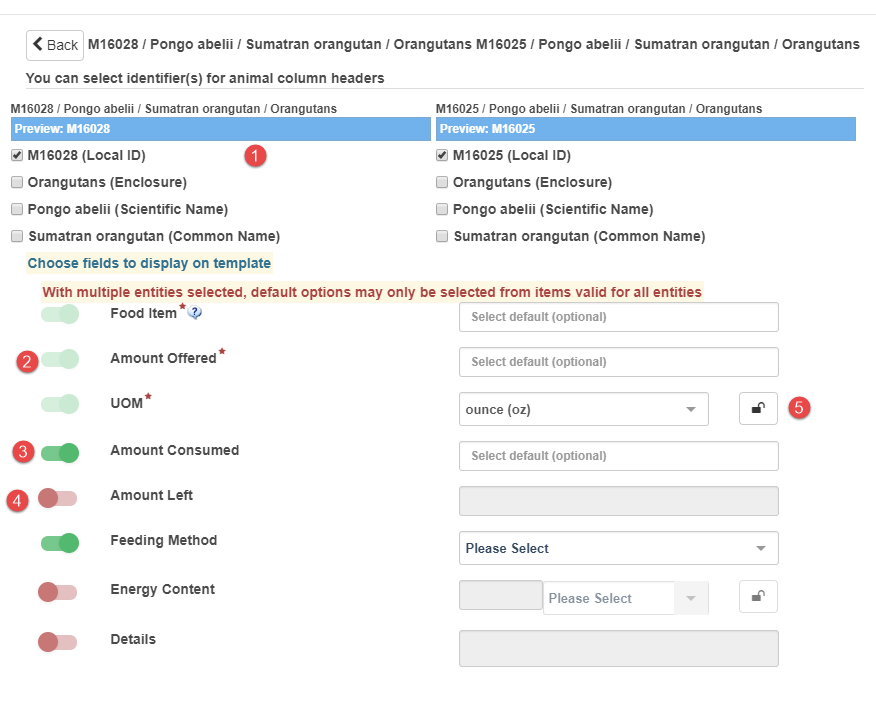 Back M16028 / Pongo abelii / Sumatran orangutan / Orangutans M16025 / Pongo abelii / Sumatran orangutan / Orangutans
You can select identifier(s) for animal column headers
M16028 / Pongo abelii / Sumatran orangutan / Orangutans
M16025 / Pongo abelii / Sumatran orangutan / Orangutans
Preview: M16028
Preview: M16025
M16028 (Local ID) 1
M16025 (Local ID)
Orangutans (Enclosure)
Orangutans (Enclosure)
Pongo abelii (Scientific Name)
Pongo abelii (Scientific Name)
Sumatran orangutan (Common Name)
Sumatran orangutan (Common Name)
Choose fields to display on template
With multiple entities selected, default options may only be selected from items valid for all entities
Food Item * ? Select default (optional)
2 Amount Offered * Select default (optional)
UOM * ounce (oz) 5
3 Amount Consumed Select default (optional)
4 Amount Left
Feeding Method Please Select
Energy Content Please Select
Details